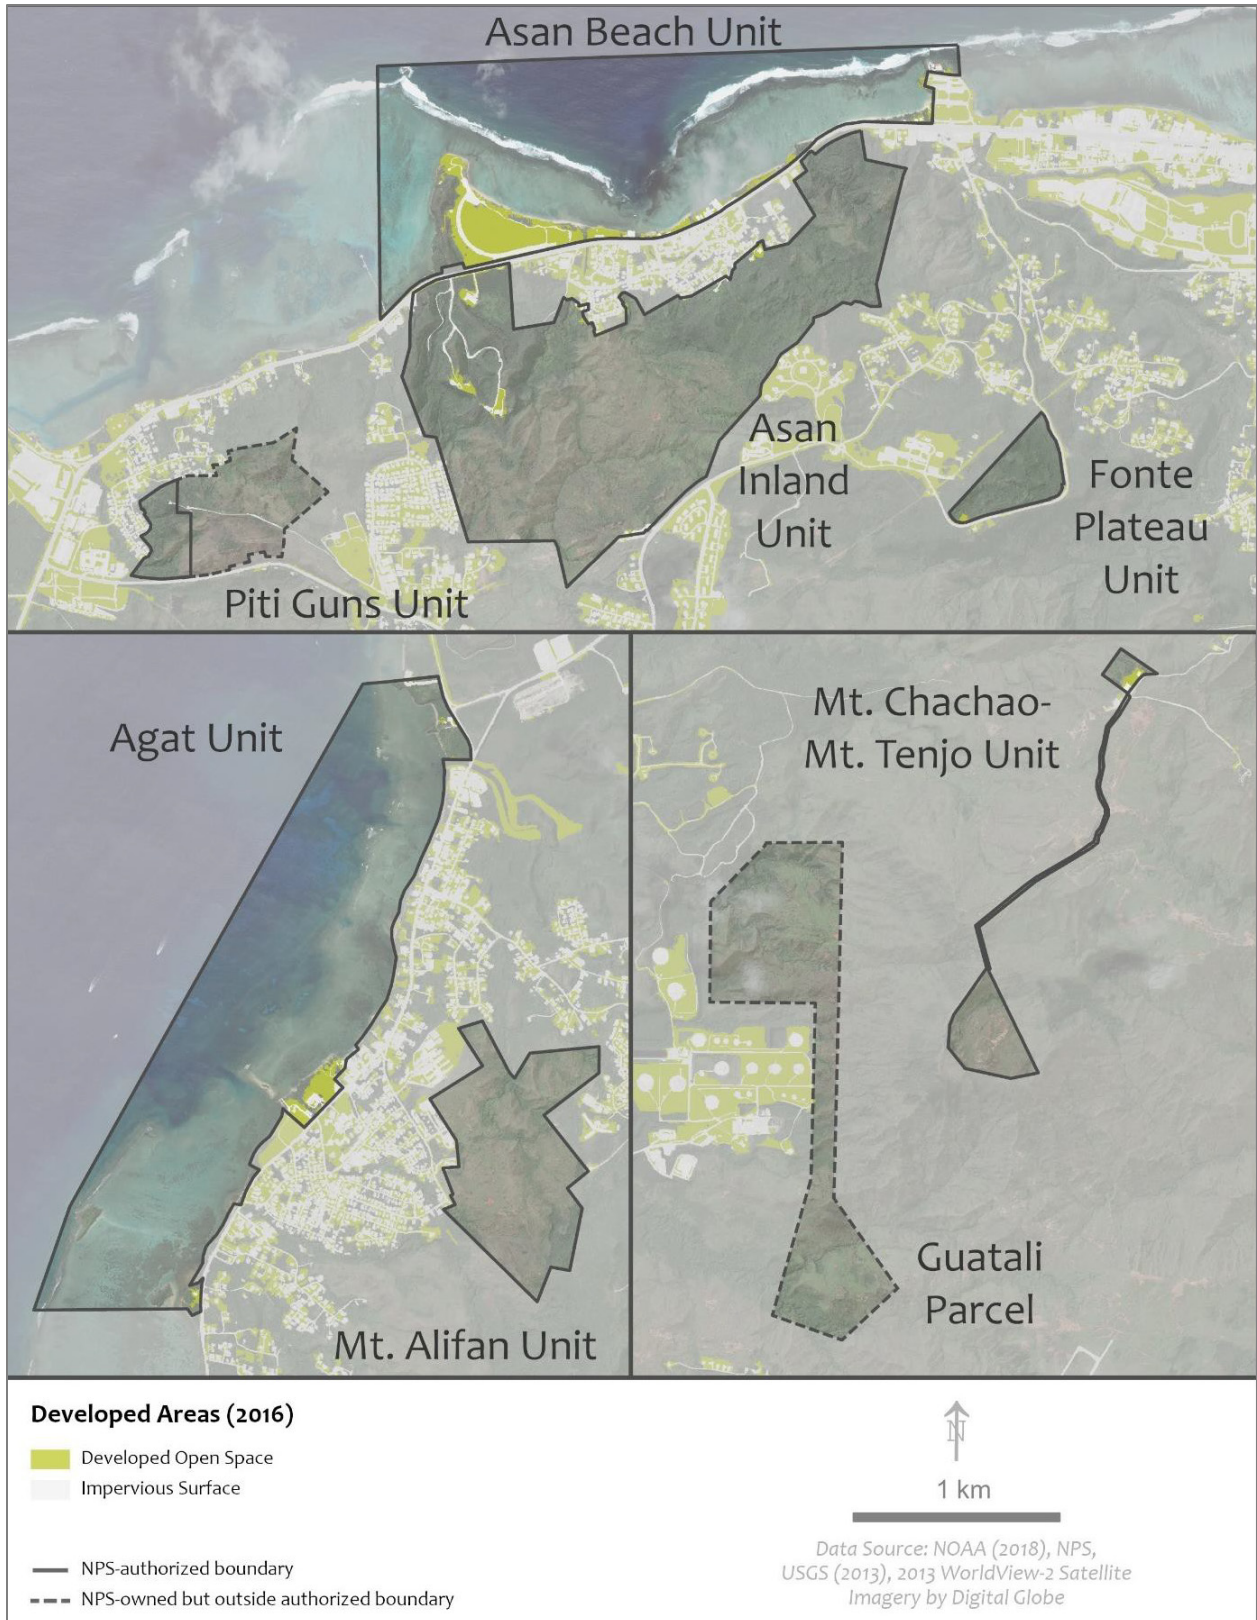 Asan Beach Unit
Asan
Inland
Unit
Fonte
Plateau
Unit
Piti Guns Unit
Agat Unit
Mt. Alifan Unit
Mt. Chachao-
Mt. Tenjo Unit
Guatali
Parcel
Developed Areas (2016)
Developed Open Space
Impervious Surface
NPS-authorized boundary
NPS-owned but outside authorized boundary
N
1 km
Data Source: NOAA (2018), NPS,
USGS (2013), 2013 WorldView-2 Satellite
Imagery by Digital Globe